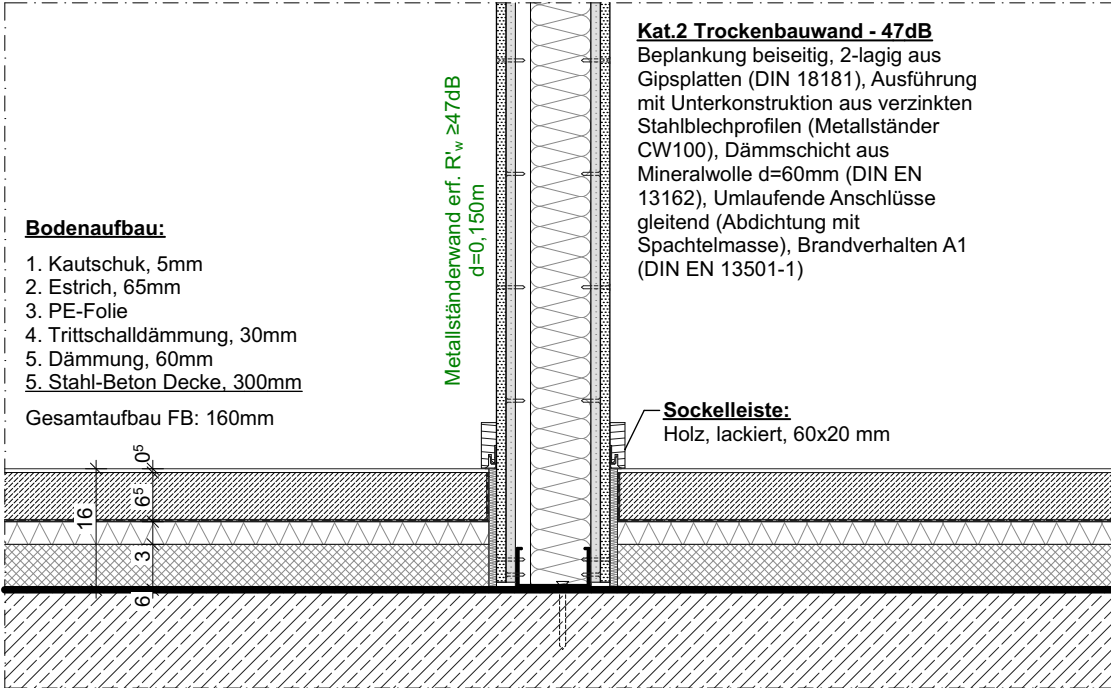 Kat.2 Trockenbauwand - 47dB
Beplankung beiseitig, 2-lagig aus
Gipsplatten (DIN 18181), Ausführung
mit Unterkonstruktion aus verzinkten
Stahlblechprofilen (Metallständer
CW100), Dämmschicht aus
Mineralwolle d=60mm (DIN EN
13162), Umlaufende Anschlüsse
gleitend (Abdichtung mit
Spachtelmasse), Brandverhalten A1
(DIN EN 13501-1)
Metallständerwand erf. R'w ≥47dB
d=0,150m
Bodenaufbau:
1. Kautschuk, 5mm
2. Estrich, 65mm
3. PE-Folie
4. Trittschalldämmung, 30mm
5. Dämmung, 60mm
5. Stahl-Beton Decke, 300mm
Gesamtaufbau FB: 160mm
Sockelleiste:
Holz, lackiert, 60x20 mm
0⁵
6⁵
16
3
6